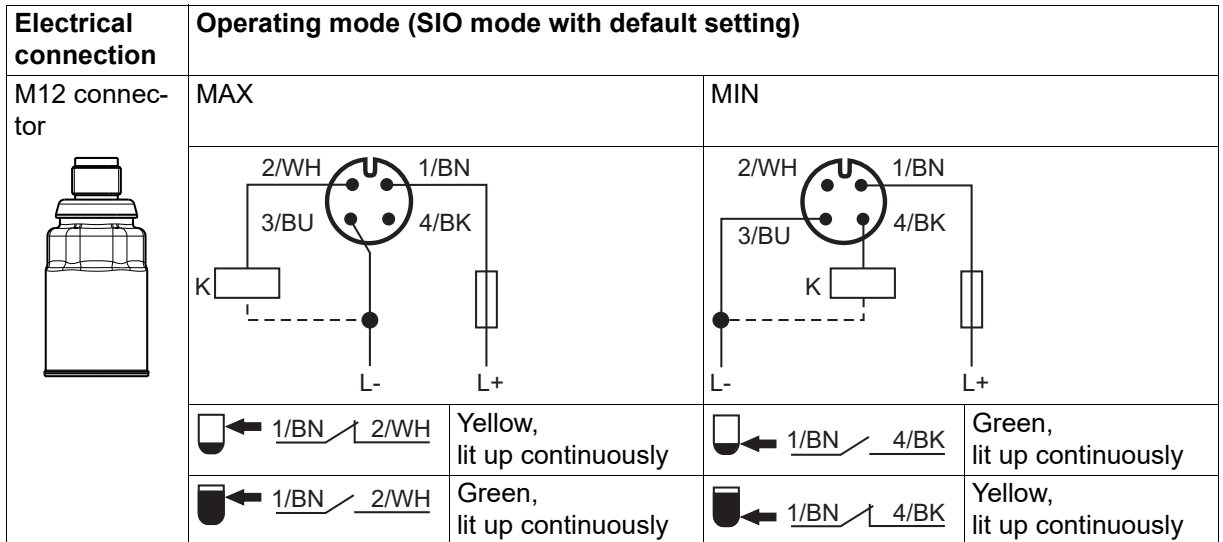 Electrical
connection
Operating mode (SIO mode with default setting)
M12 connec-
tor
MAX
MIN
2/WH 1/BN
3/BU 4/BK
K
L- L+
2/WH 1/BN
3/BU 4/BK
K
L- L+
1/BN 2/WH
Yellow,
lit up continuously
1/BN 4/BK
Green,
lit up continuously
1/BN 2/WH
Green,
lit up continuously
1/BN 4/BK
Yellow,
lit up continuously